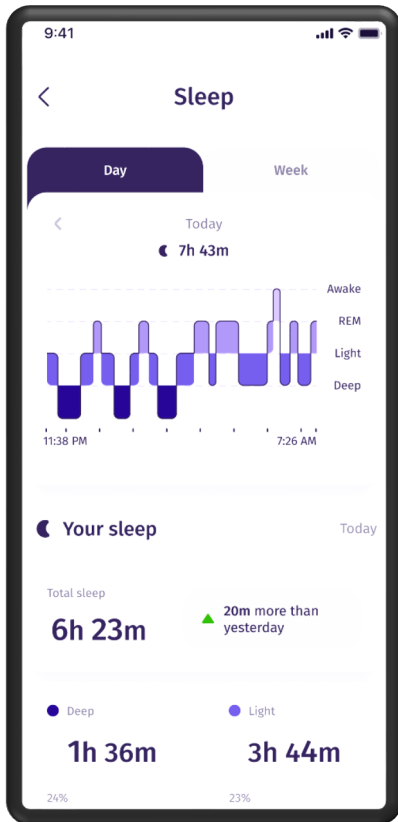 9:41
Sleep
Day Week
Today
7h 43m
Awake
REM
Light
Deep
11:38 PM 7:26 AM
Your sleep Today
Total sleep
6h 23m
20m more than
yesterday
Deep Light
1h 36m 3h 44m
24% 23%